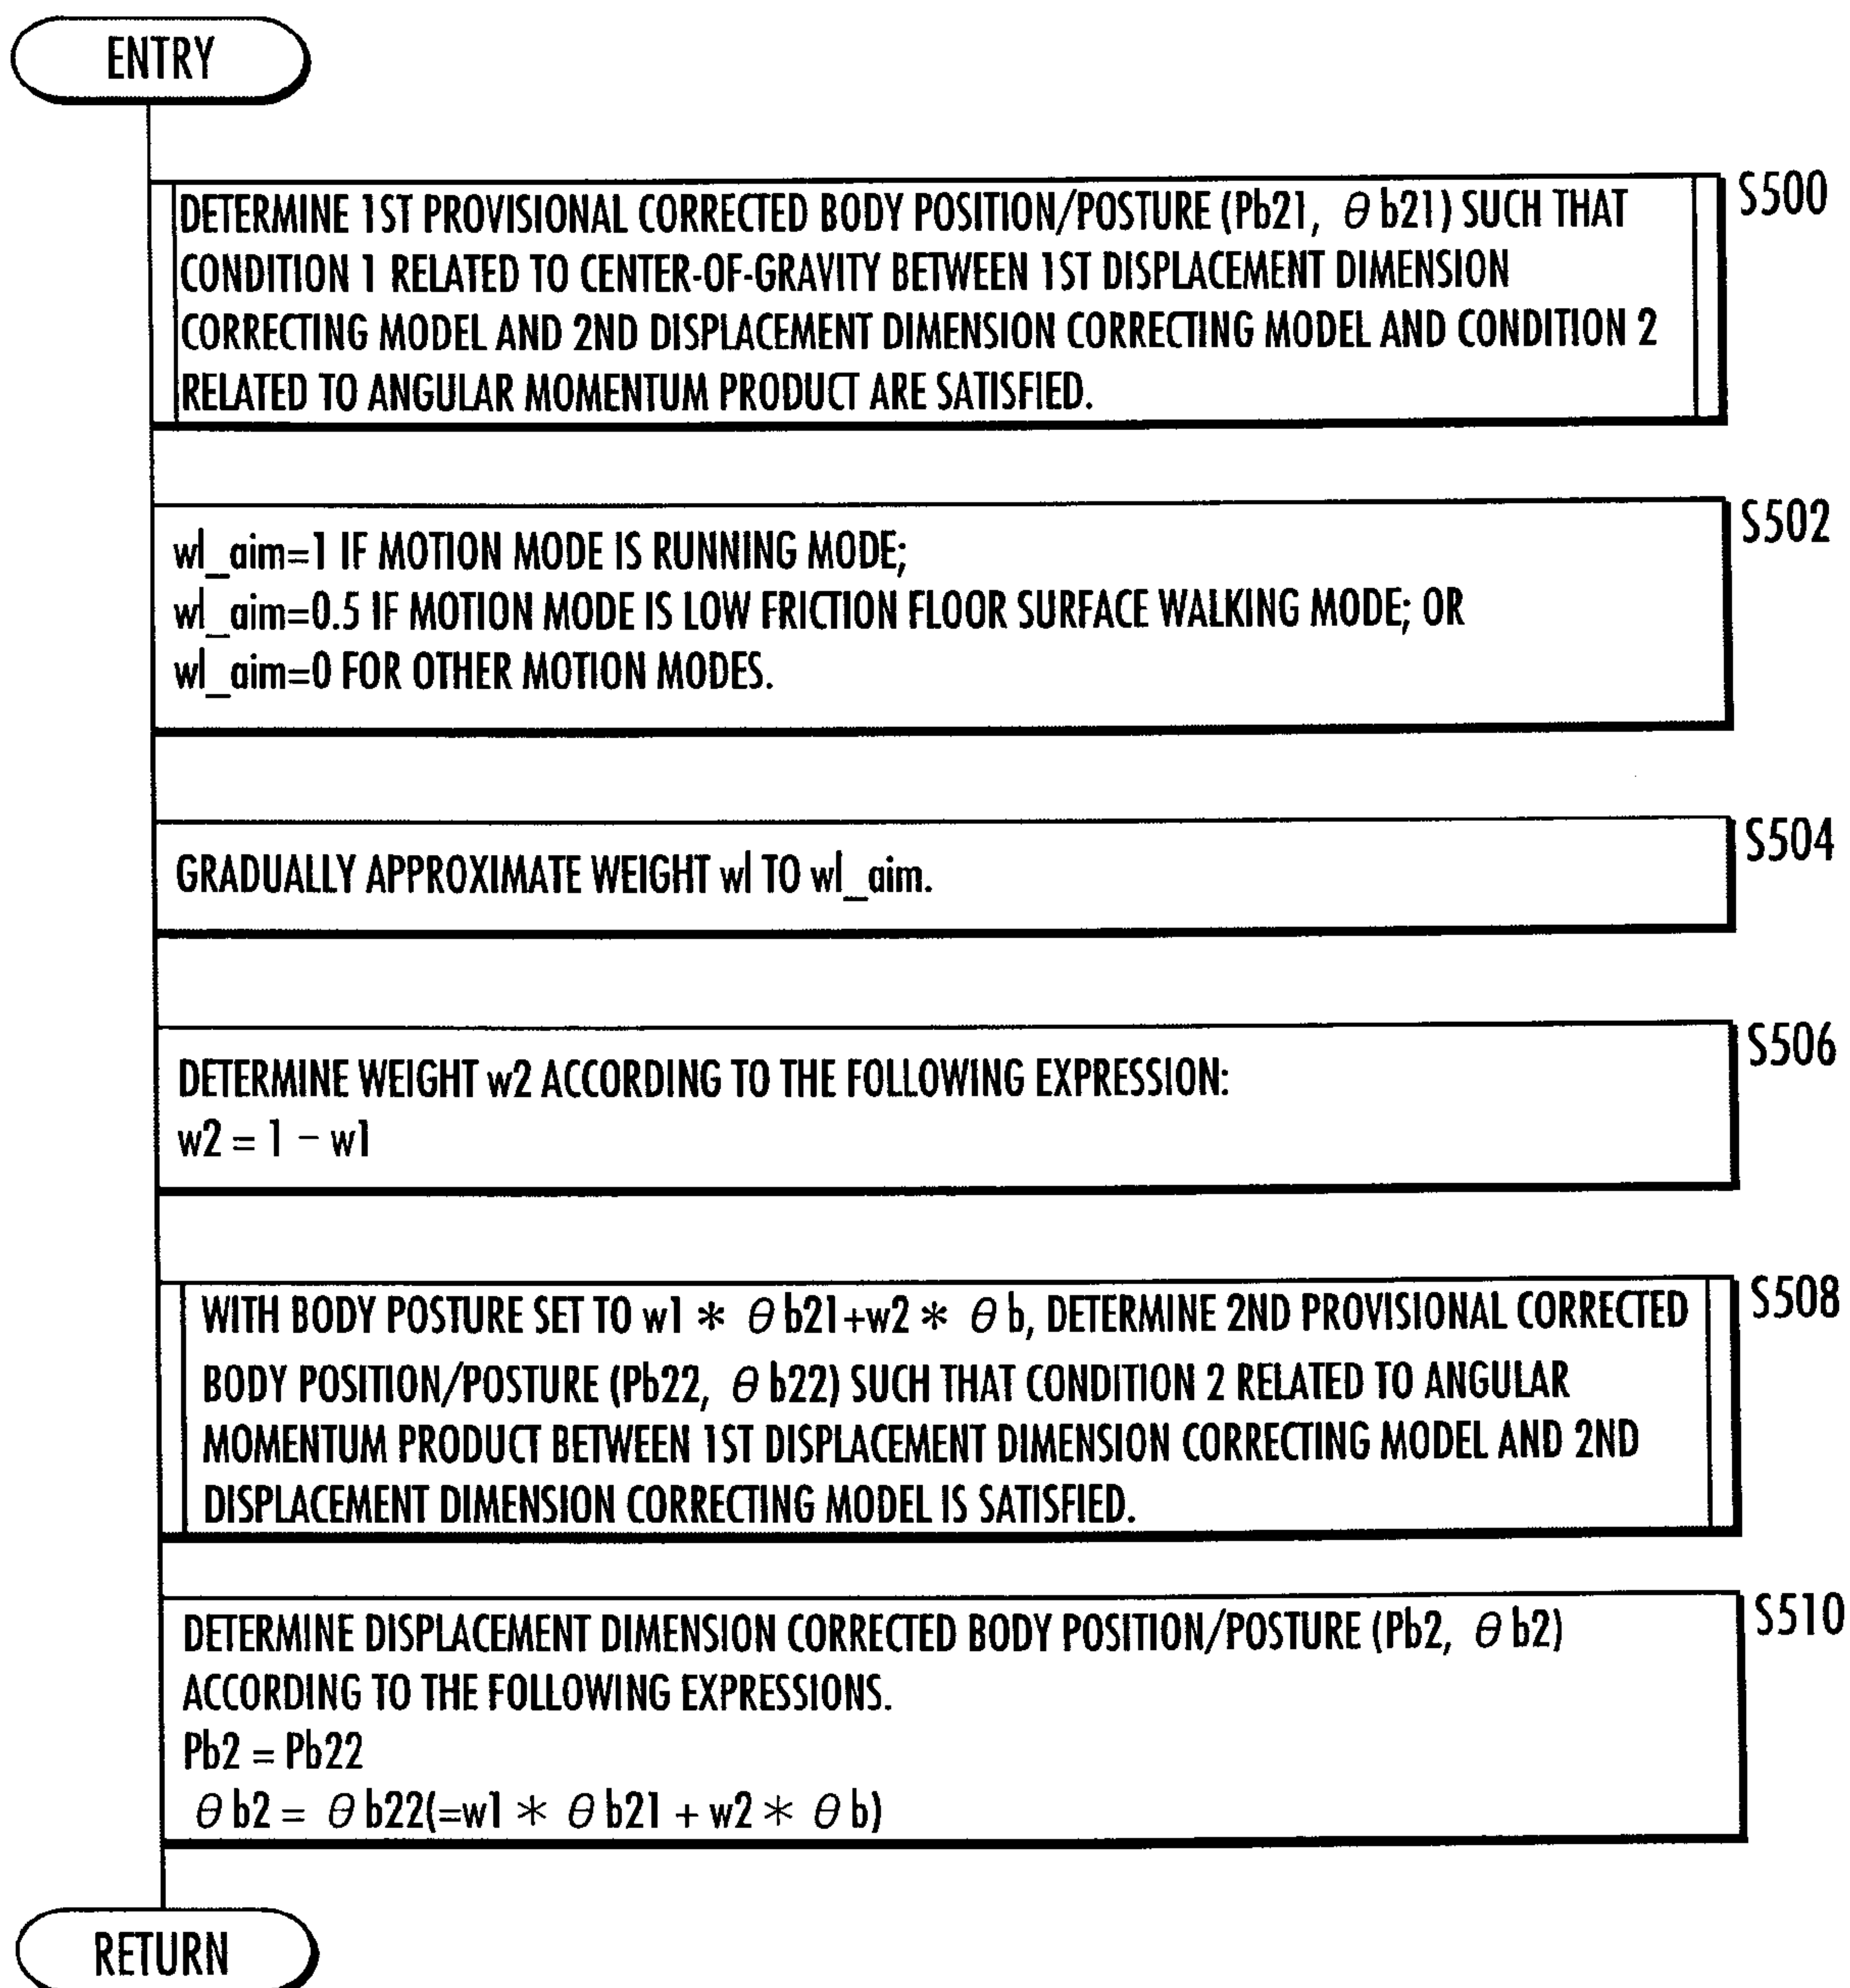 ENTRY
DETERMINE 1ST PROVISIONAL CORRECTED BODY POSITION/POSTURE (Pb21, θb21) SUCH THAT
CONDITION 1 RELATED TO CENTER-OF-GRAVITY BETWEEN 1ST DISPLACEMENT DIMENSION
CORRECTING MODEL AND 2ND DISPLACEMENT DIMENSION CORRECTING MODEL AND CONDITION 2
RELATED TO ANGULAR MOMENTUM PRODUCT ARE SATISFIED.
S500
w1_aim=1 IF MOTION MODE IS RUNNING MODE;
w1_aim=0.5 IF MOTION MODE IS LOW FRICTION FLOOR SURFACE WALKING MODE; OR
w1_aim=0 FOR OTHER MOTION MODES.
S502
GRADUALLY APPROXIMATE WEIGHT w1 TO w1_aim.
S504
DETERMINE WEIGHT w2 ACCORDING TO THE FOLLOWING EXPRESSION:
w2 = 1 - w1
S506
WITH BODY POSTURE SET TO w1 * θb21+w2 * θb, DETERMINE 2ND PROVISIONAL CORRECTED
BODY POSITION/POSTURE (Pb22, θb22) SUCH THAT CONDITION 2 RELATED TO ANGULAR
MOMENTUM PRODUCT BETWEEN 1ST DISPLACEMENT DIMENSION CORRECTING MODEL AND 2ND
DISPLACEMENT DIMENSION CORRECTING MODEL IS SATISFIED.
S508
DETERMINE DISPLACEMENT DIMENSION CORRECTED BODY POSITION/POSTURE (Pb2, θb2)
ACCORDING TO THE FOLLOWING EXPRESSIONS.
Pb2 = Pb22
θb2 = θb22(=w1 * θb21 + w2 * θb)
S510
RETURN